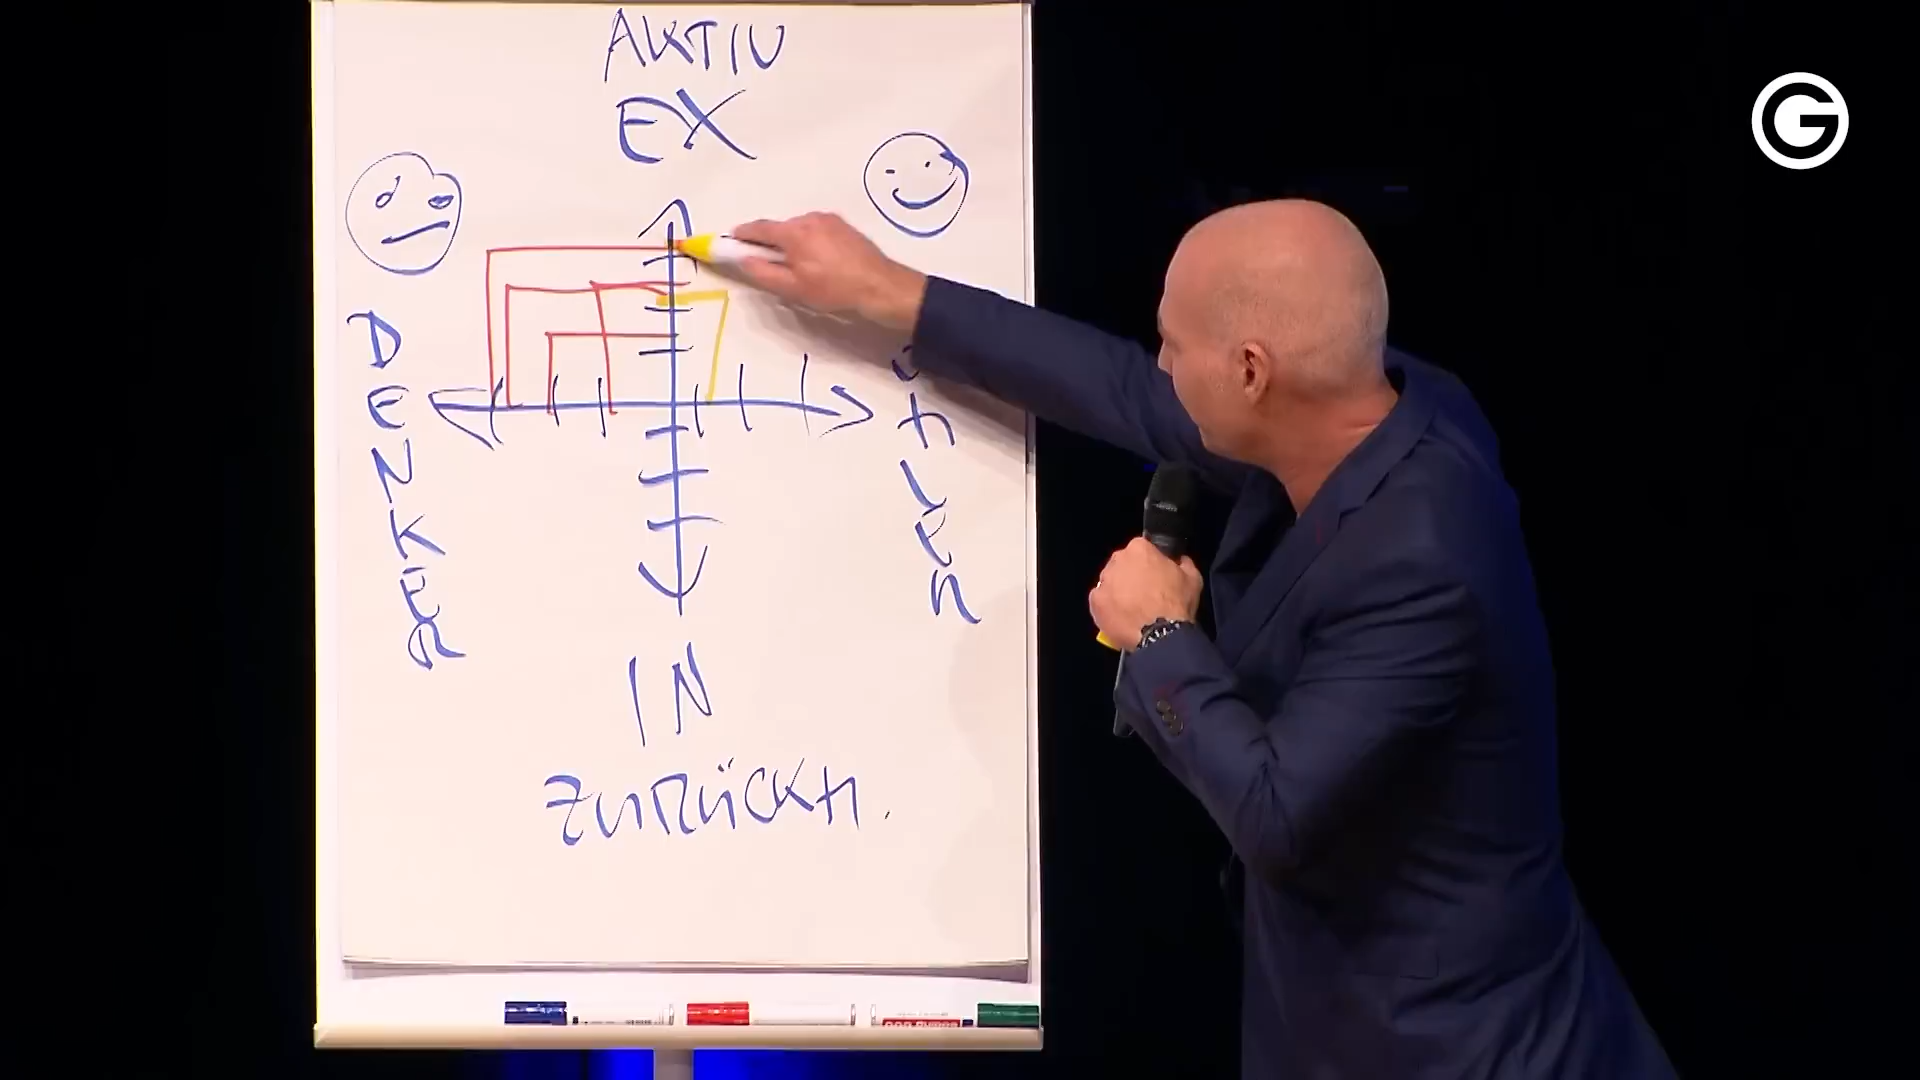 AKTIV
EX
DENKER
IN
ZURÜCKH.
G